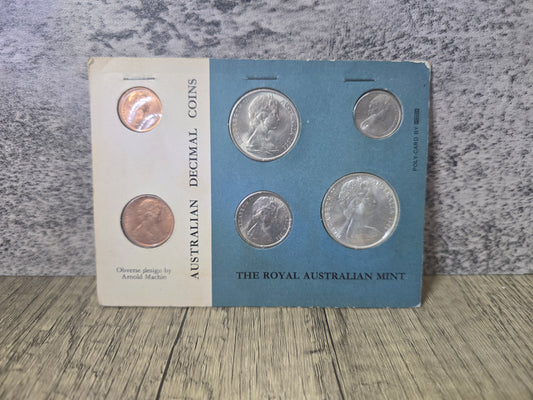 AUSTRALIAN DECIMAL COINS
Obverse design by
Arnold Machin
THE ROYAL AUSTRALIAN MINT
POLY-CARD BY